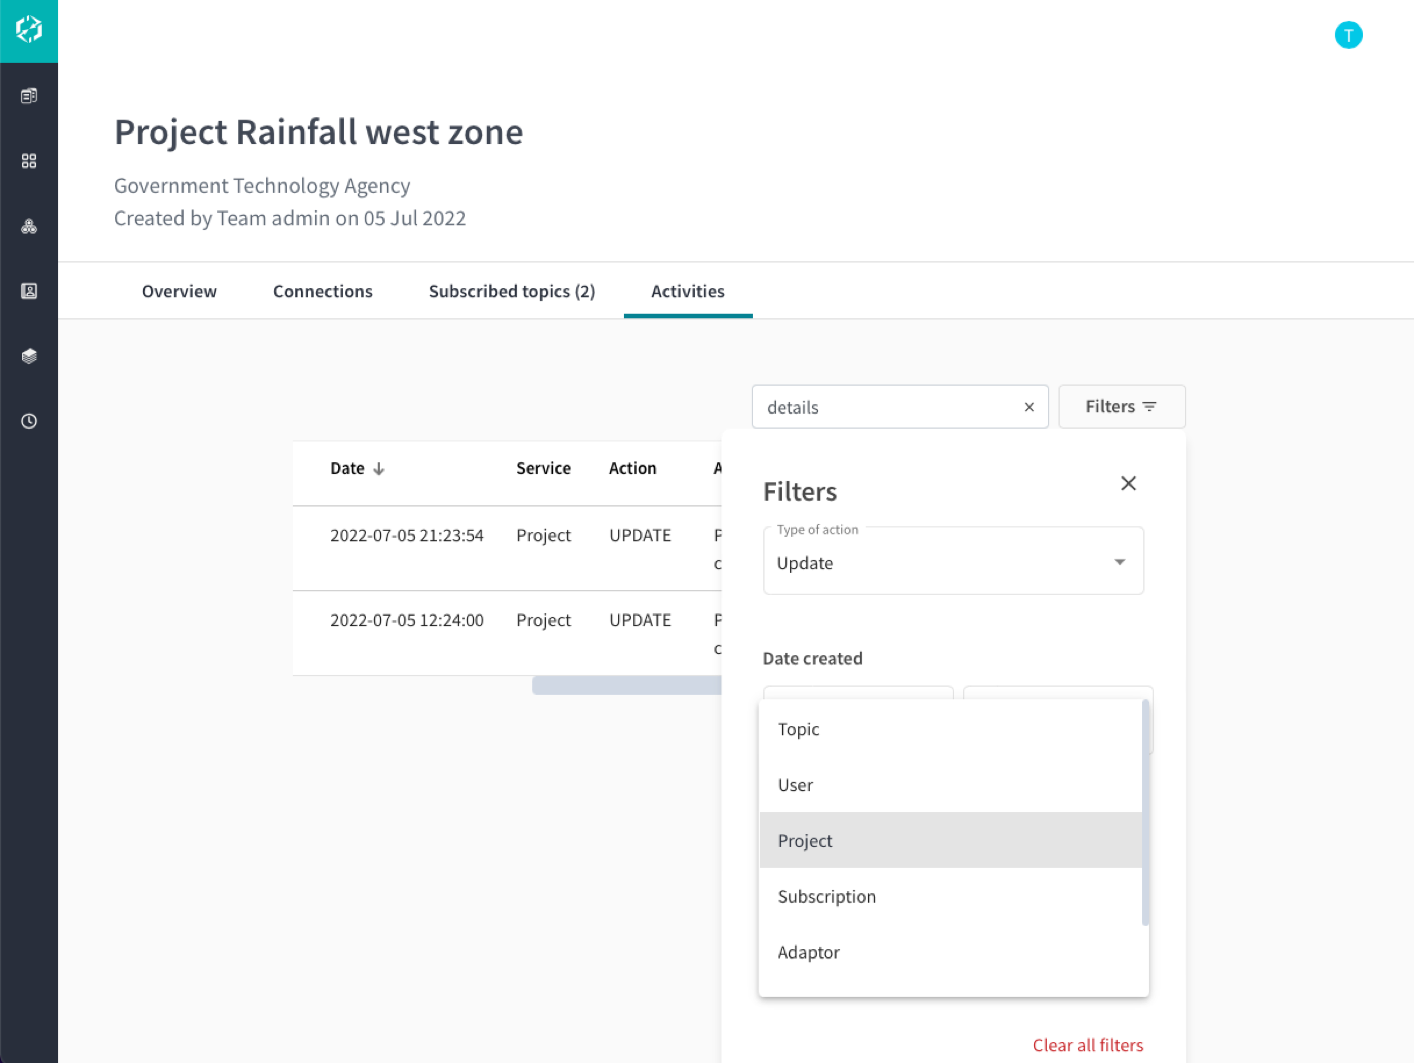 T
Project Rainfall west zone
Government Technology Agency
Created by Team admin on 05 Jul 2022
Overview Connections Subscribed topics (2) Activities
details Filters
Date Service Action
2022-07-05 21:23:54 Project UPDATE
2022-07-05 12:24:00 Project UPDATE
Filters
Type of action
Update
Date created
Topic
User
Project
Subscription
Adaptor
Clear all filters